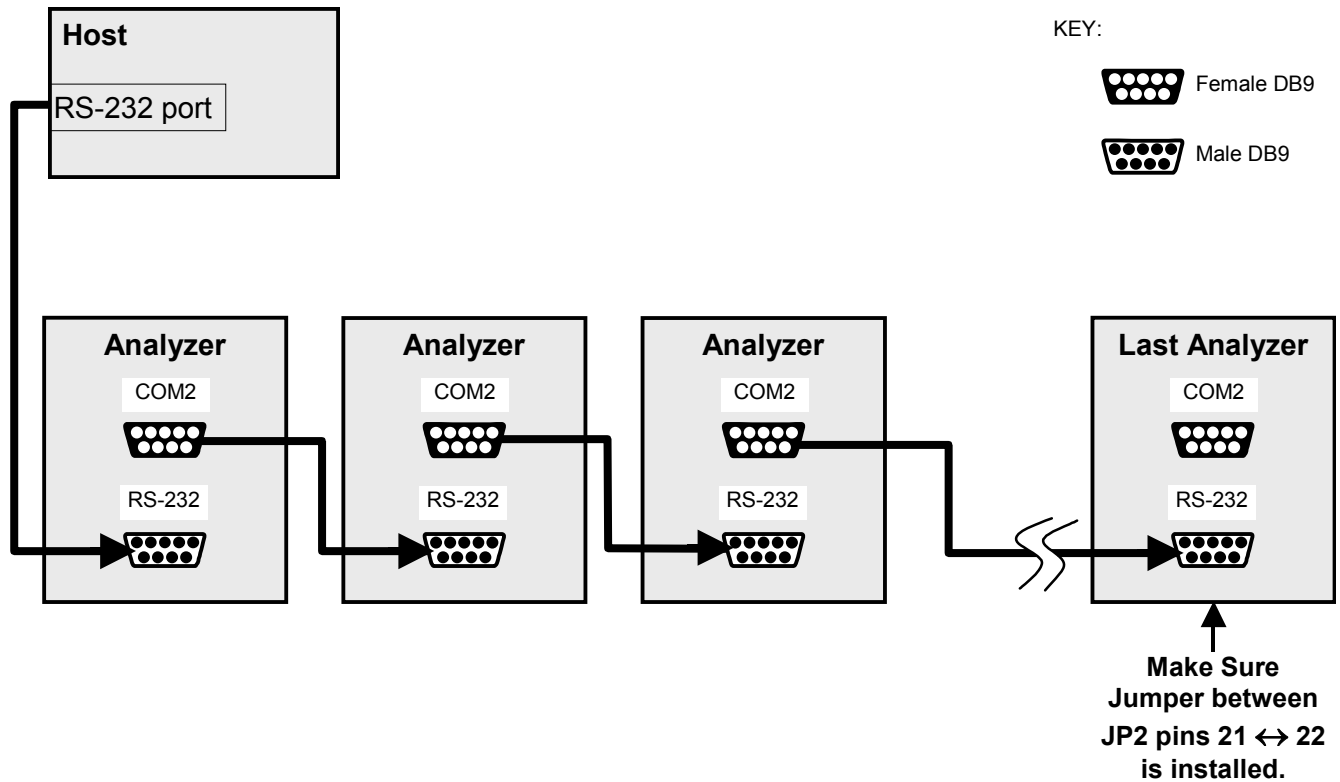 Host
RS-232 port
KEY:
Female DB9
Male DB9
Analyzer
COM2
RS-232
Analyzer
COM2
RS-232
Analyzer
COM2
RS-232
Last Analyzer
COM2
RS-232
Make Sure
Jumper between
JP2 pins 21 ↔ 22
is installed.